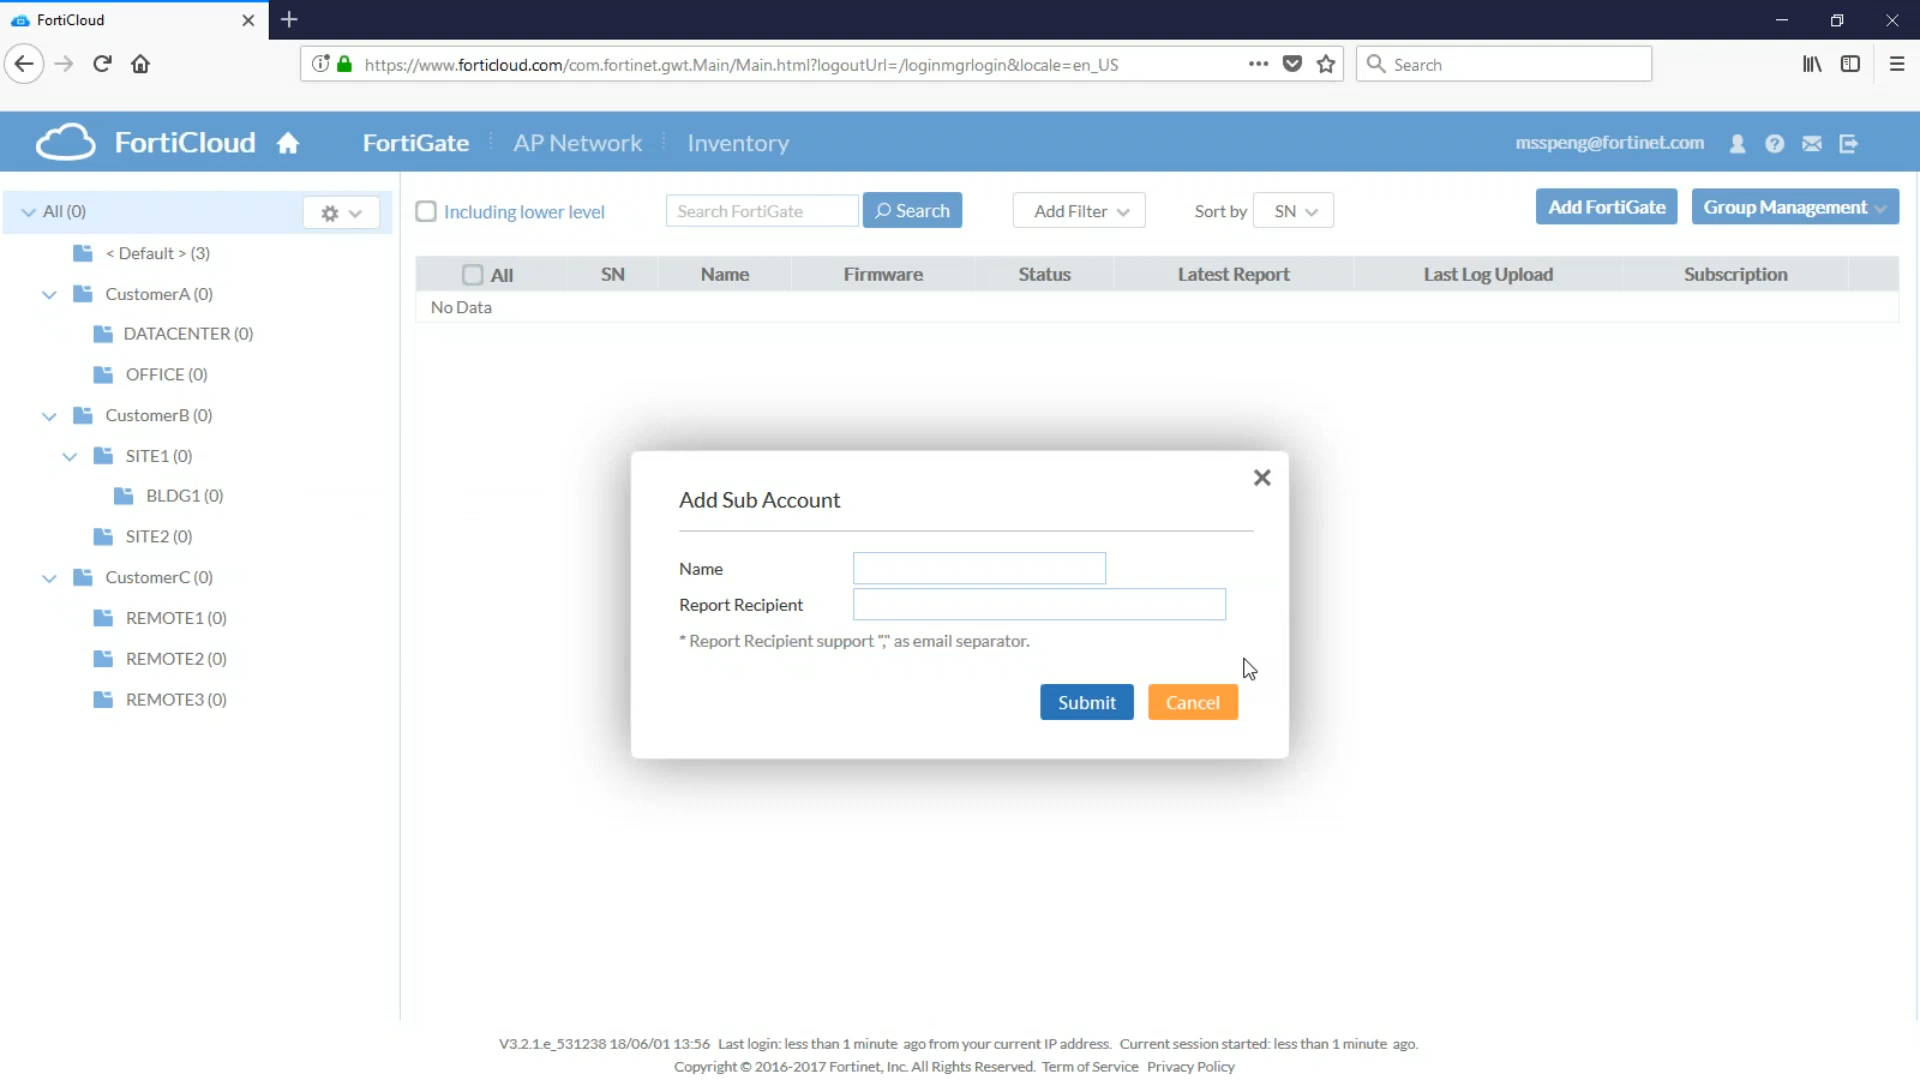 FortiCloud
https://www.forticloud.com/com.fortinet.gwt.Main/Main.html?logoutUrl=/loginmgrlogin&locale=en_US
Search
FortiCloud
FortiGate
AP Network
Inventory
msspeng@fortinet.com
All (0)
Including lower level
Search FortiGate
Search
Add Filter
Sort by
SN
Add FortiGate
Group Management
< Default > (3)
CustomerA (0)
DATACENTER (0)
OFFICE (0)
CustomerB (0)
SITE1 (0)
BLDG1 (0)
SITE2 (0)
CustomerC (0)
REMOTE1 (0)
REMOTE2 (0)
REMOTE3 (0)
All SN Name Firmware Status Latest Report Last Log Upload Subscription
No Data
Add Sub Account
Name
Report Recipient
* Report Recipient support ";" as email separator.
Submit
Cancel
V3.2.1.e_531238 18/06/01 13:56 Last login: less than 1 minute ago from your current IP address. Current session started: less than 1 minute ago.
Copyright © 2016-2017 Fortinet, Inc. All Rights Reserved. Term of Service Privacy Policy